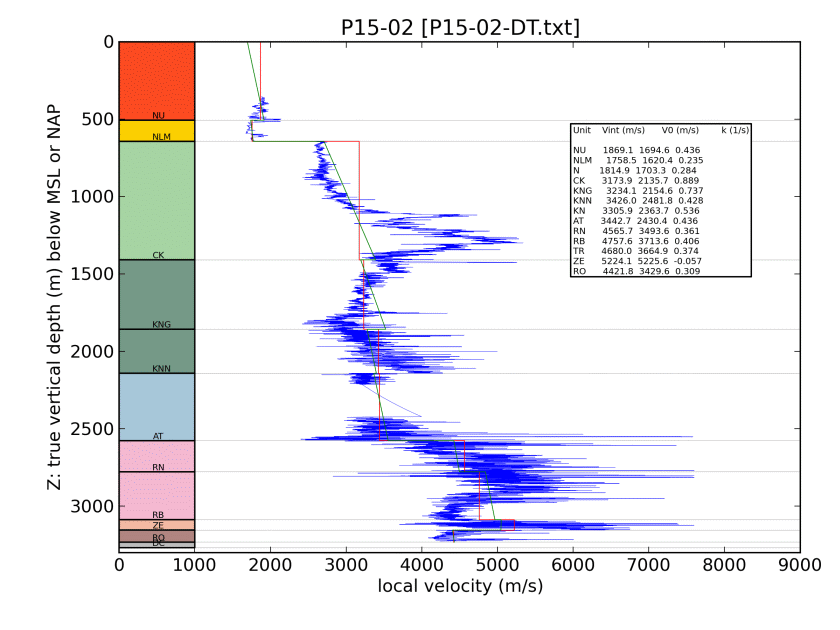 P15-02 [P15-02-DT.txt]
Z: true vertical depth (m) below MSL or NAP
0
500
1000
1500
2000
2500
3000
NU
NLM
CK
KNG
KNN
AT
RN
RB
ZE
RO
DC
Unit Vint (m/s) V0 (m/s) k (1/s)
NU 1869.1 1694.6 0.436
NLM 1758.5 1620.4 0.235
N 1814.9 1703.3 0.284
CK 3173.9 2135.7 0.889
KNG 3234.1 2154.6 0.737
KNN 3426.0 2481.8 0.428
KN 3305.9 2363.7 0.536
AT 3442.7 2430.4 0.436
RN 4565.7 3493.6 0.361
RB 4757.6 3713.6 0.406
TR 4680.0 3664.9 0.374
ZE 5224.1 5225.6 -0.057
RO 4421.8 3429.6 0.309
0 1000 2000 3000 4000 5000 6000 7000 8000 9000
local velocity (m/s)